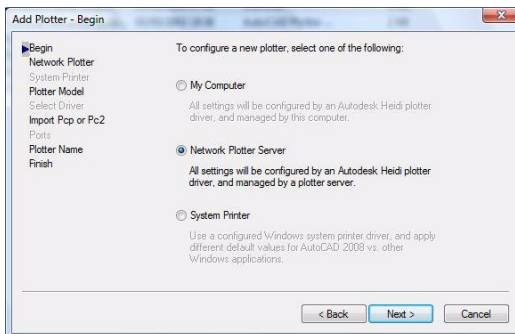 Add Plotter - Begin
Begin
Network Plotter
System Printer
Plotter Model
Select Driver
Import Pcp or Pc2
Ports
Plotter Name
Finish
To configure a new plotter, select one of the following:
My Computer
All settings will be configured by an Autodesk Heidi plotter
driver, and managed by this computer.
Network Plotter Server
All settings will be configured by an Autodesk Heidi plotter
driver, and managed by a plotter server.
System Printer
Use a configured Windows system printer driver, and apply
different default values for AutoCAD 2008 vs. other
Windows applications.
< Back
Next >
Cancel